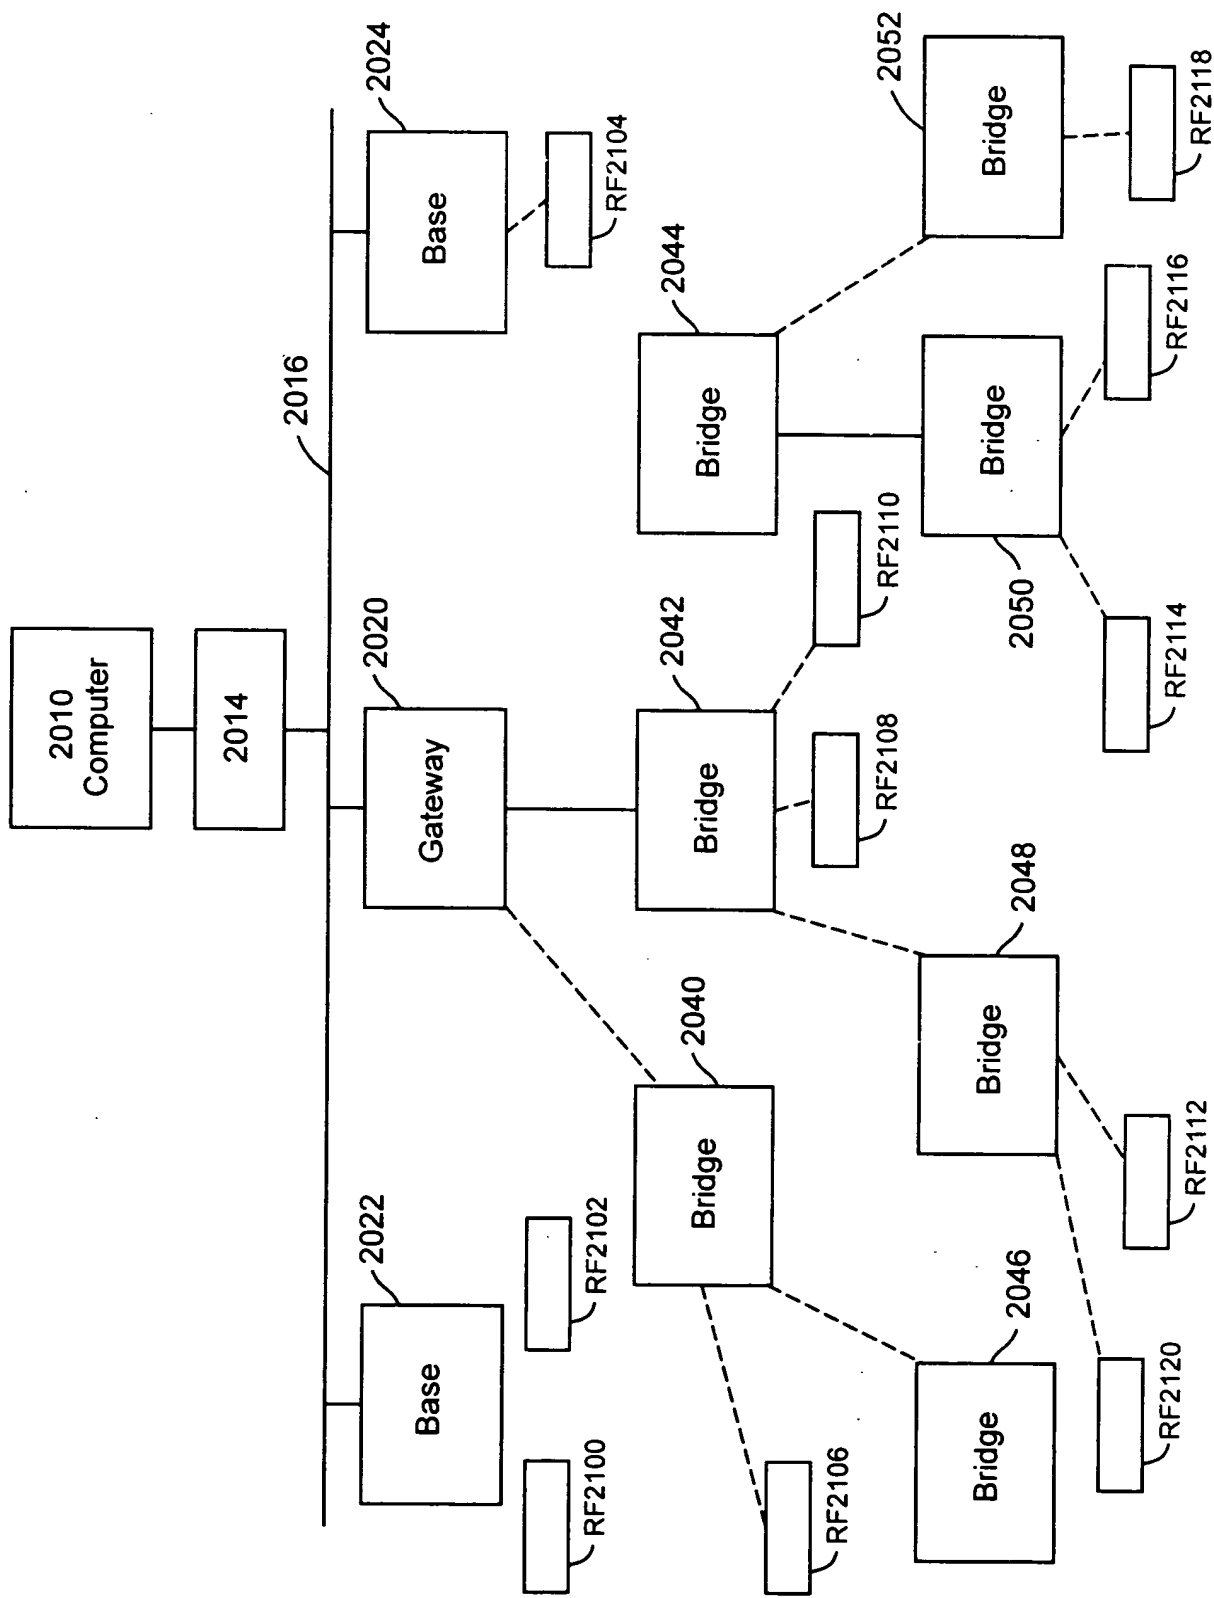 2010
Computer
2014
2016
2022
Base
2020
Gateway
2024
Base
RF2100
RF2102
RF2104
2040
Bridge
2042
Bridge
2044
Bridge
RF2106
RF2108
RF2110
2046
Bridge
2048
Bridge
2050
Bridge
2052
Bridge
RF2120
RF2112
RF2114
RF2116
RF2118